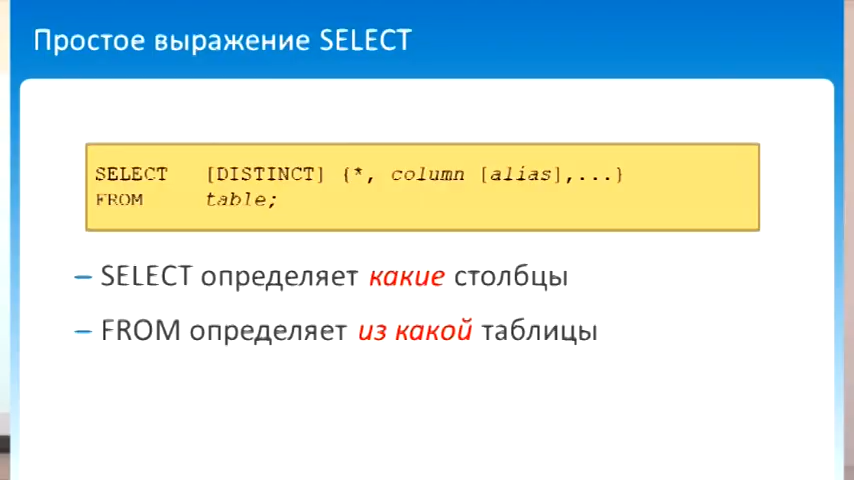 Простое выражение SELECT
SELECT [DISTINCT] {*, column [alias],...}
FROM table;
– SELECT определяет какие столбцы
– FROM определяет из какой таблицы